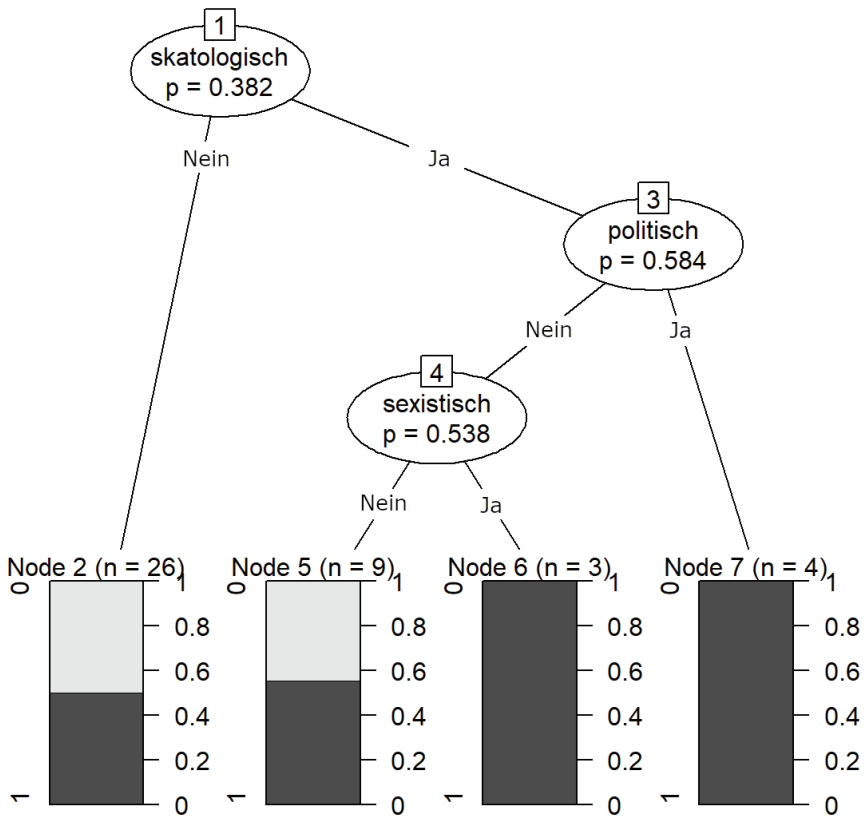 1
skatologisch
p = 0.382
Nein
Ja
3
politisch
p = 0.584
Nein
Ja
4
sexistisch
p = 0.538
Nein
Ja
Node 2 (n = 26)
0
1
1
0.8
0.6
0.4
0.2
0
Node 5 (n = 9)
0
1
1
0.8
0.6
0.4
0.2
0
Node 6 (n = 3)
0
1
1
0.8
0.6
0.4
0.2
0
Node 7 (n = 4)
0
1
1
0.8
0.6
0.4
0.2
0